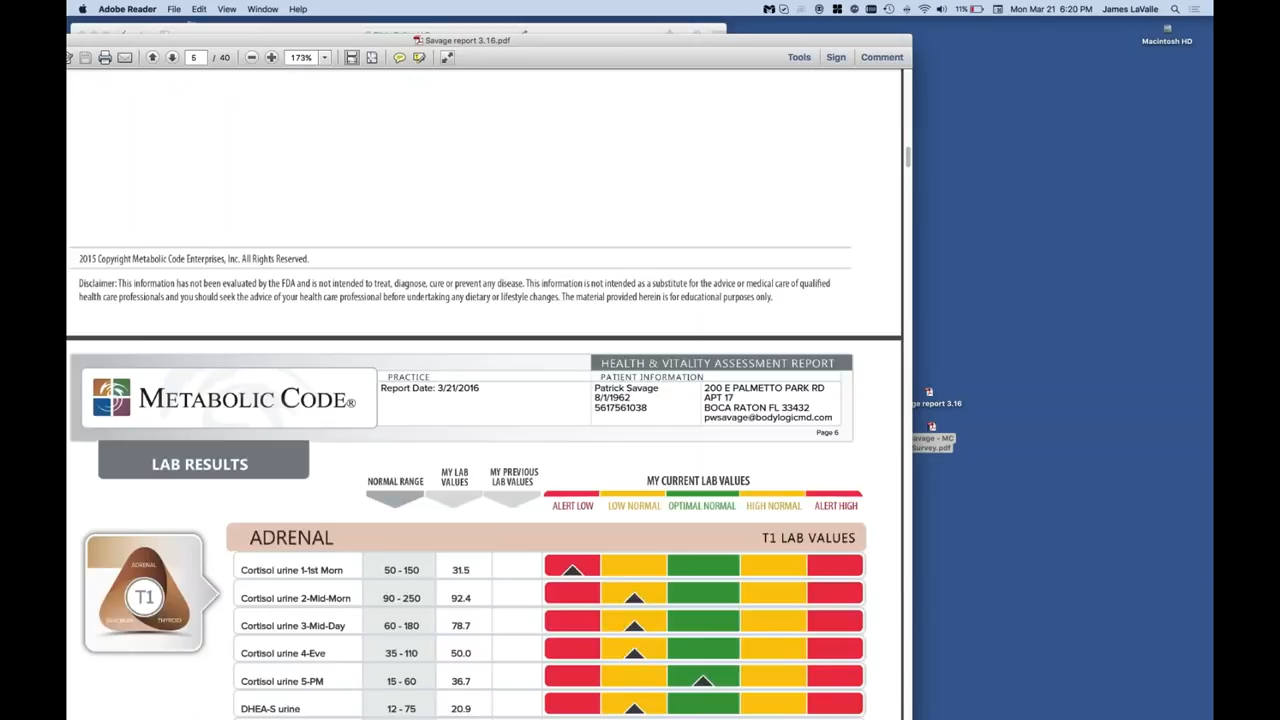 Adobe Reader File Edit View Window Help 11% Mon Mar 21 6:20 PM James LaValle
Macintosh HD
Savage report 3.16.pdf
5 / 40 173% Tools Sign Comment
2015 Copyright Metabolic Code Enterprises, Inc. All Rights Reserved.
Disclaimer: This information has not been evaluated by the FDA and is not intended to treat, diagnose, cure or prevent any disease. This information is not intended as a substitute for the advice or medical care of qualified
health care professionals and you should seek the advice of your health care professional before undertaking any dietary or lifestyle changes. The material provided herein is for educational purposes only.
HEALTH & VITALITY ASSESSMENT REPORT
PRACTICE PATIENT INFORMATION
Report Date: 3/21/2016 Patrick Savage 200 E PALMETTO PARK RD
8/1/1962 APT 17
5617561038 BOCA RATON FL 33432
pwsavage@bodylogicmd.com
METABOLIC CODE®
Page 6
ge report 3.16
avage - MC
Survey.pdf
LAB RESULTS
NORMAL RANGE MY LAB VALUES MY PREVIOUS LAB VALUES MY CURRENT LAB VALUES
ALERT LOW LOW NORMAL OPTIMAL NORMAL HIGH NORMAL ALERT HIGH
ADRENAL T1 LAB VALUES
ADRENAL
T1
THYROID
Cortisol urine 1-1st Morn 50 - 150 31.5
Cortisol urine 2-Mid-Morn 90 - 250 92.4
Cortisol urine 3-Mid-Day 60 - 180 78.7
Cortisol urine 4-Eve 35 - 110 50.0
Cortisol urine 5-PM 15 - 60 36.7
DHEA-S urine 12 - 75 20.9